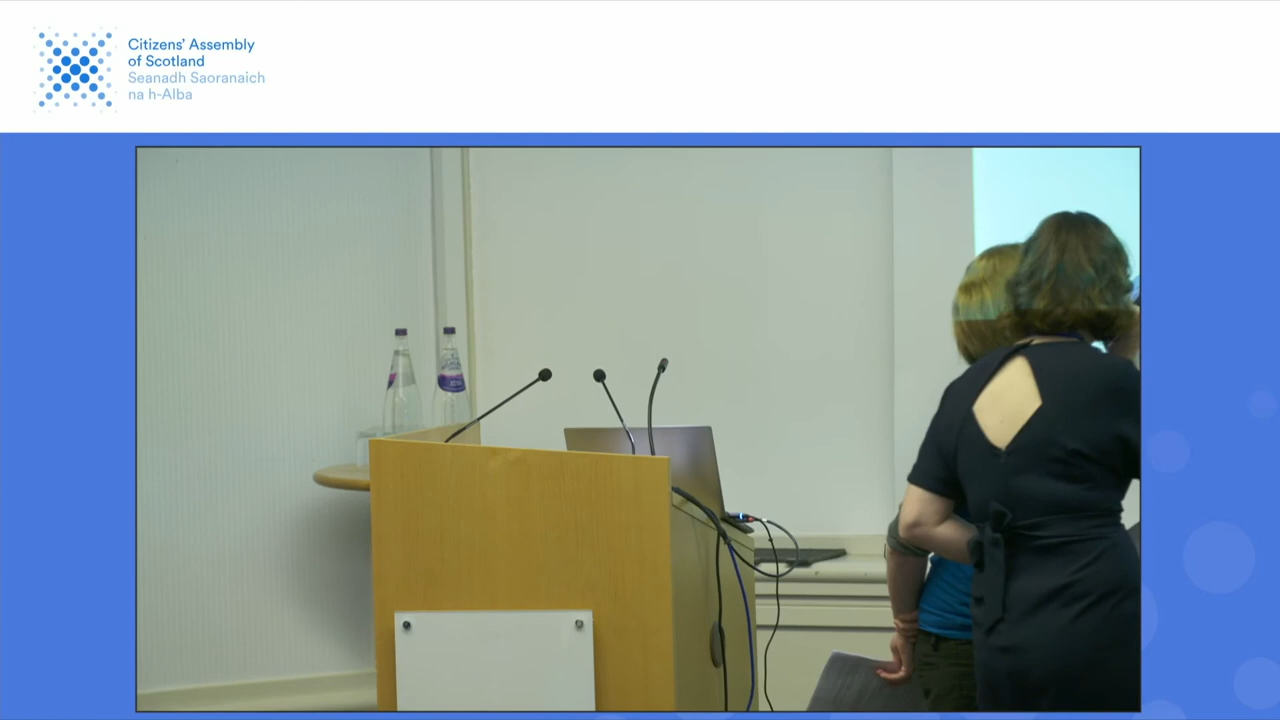 Citizens' Assembly
of Scotland
Seanadh Saoranaich
na h-Alba